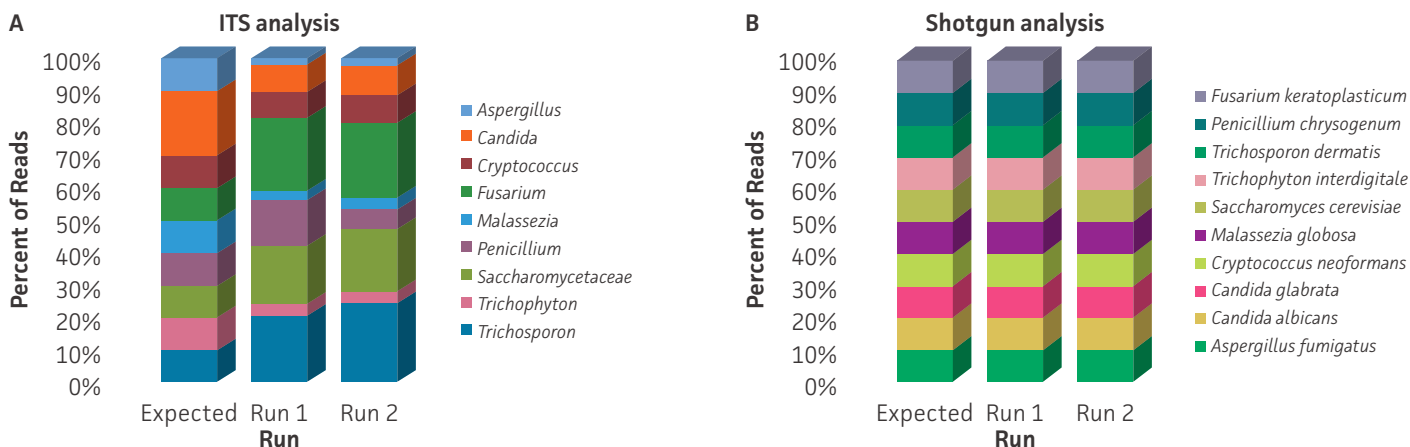 A
ITS analysis
Percent of Reads
100%
90%
80%
70%
60%
50%
40%
30%
20%
10%
0%
Expected
Run 1
Run 2
Run
Aspergillus
Candida
Cryptococcus
Fusarium
Malassezia
Penicillium
Saccharomycetaceae
Trichophyton
Trichosporon
B
Shotgun analysis
Percent of Reads
100%
90%
80%
70%
60%
50%
40%
30%
20%
10%
0%
Expected
Run 1
Run 2
Run
Fusarium keratoplasticum
Penicillium chrysogenum
Trichosporon dermatis
Trichophyton interdigitale
Saccharomyces cerevisiae
Malassezia globosa
Cryptococcus neoformans
Candida glabrata
Candida albicans
Aspergillus fumigatus